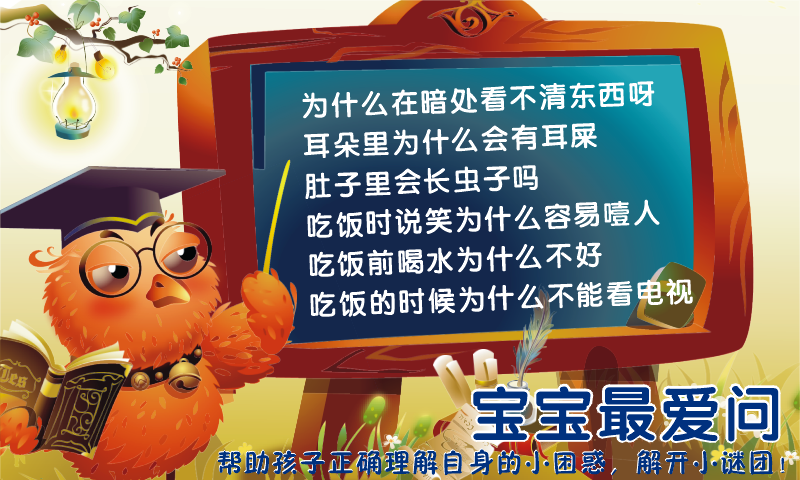 为什么在暗处看不清东西呀
耳朵里为什么会有耳屎
肚子里会长虫子吗
吃饭时说笑为什么容易噎人
吃饭前喝水为什么不好
吃饭的时候为什么不能看电视
宝宝最爱问
帮助孩子正确理解自身的小困惑，解开小谜团！